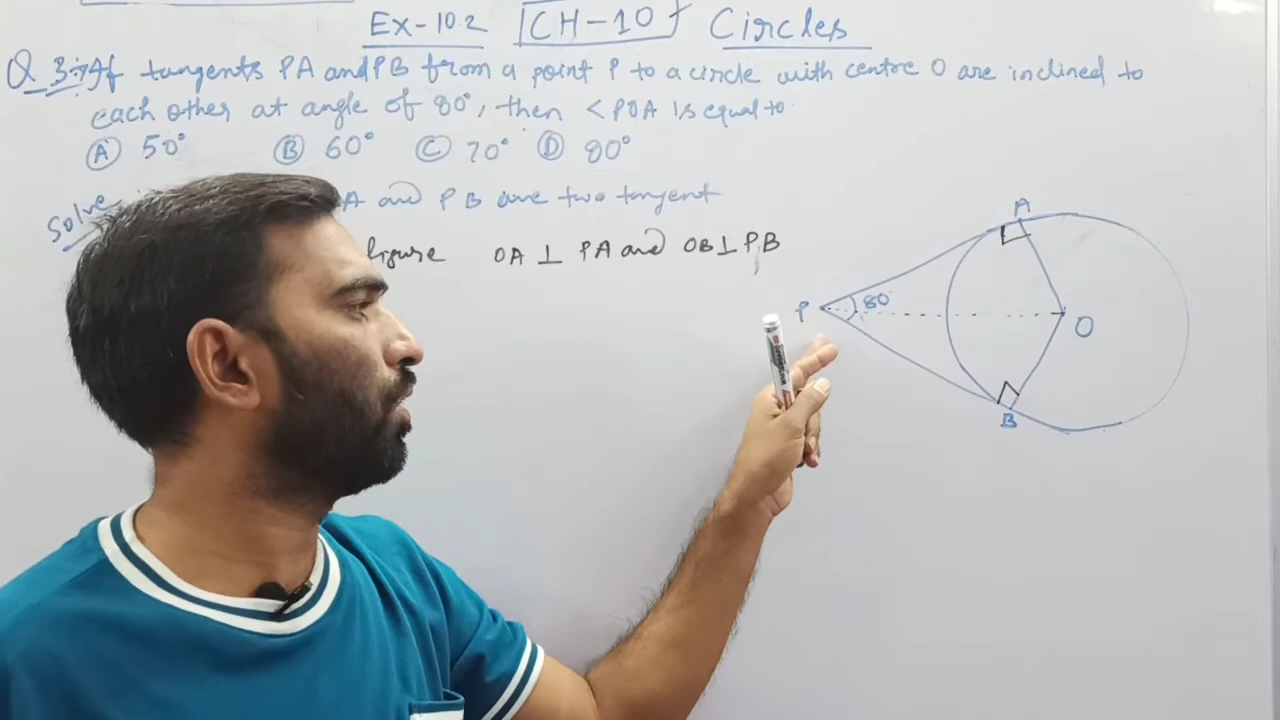 Ex-10.2 CH-10 Circles
Q.3:→ If tangents PA and PB from a point P to a circle with centre O are inclined to
each other at angle of 80°, then <POA is equal to
Ⓐ 50° Ⓑ 60° Ⓒ 70° Ⓓ 80°
Solve A and PB are two tangent
figure OA ⊥ PA and OB ⊥ PB
A
P 80° O
B